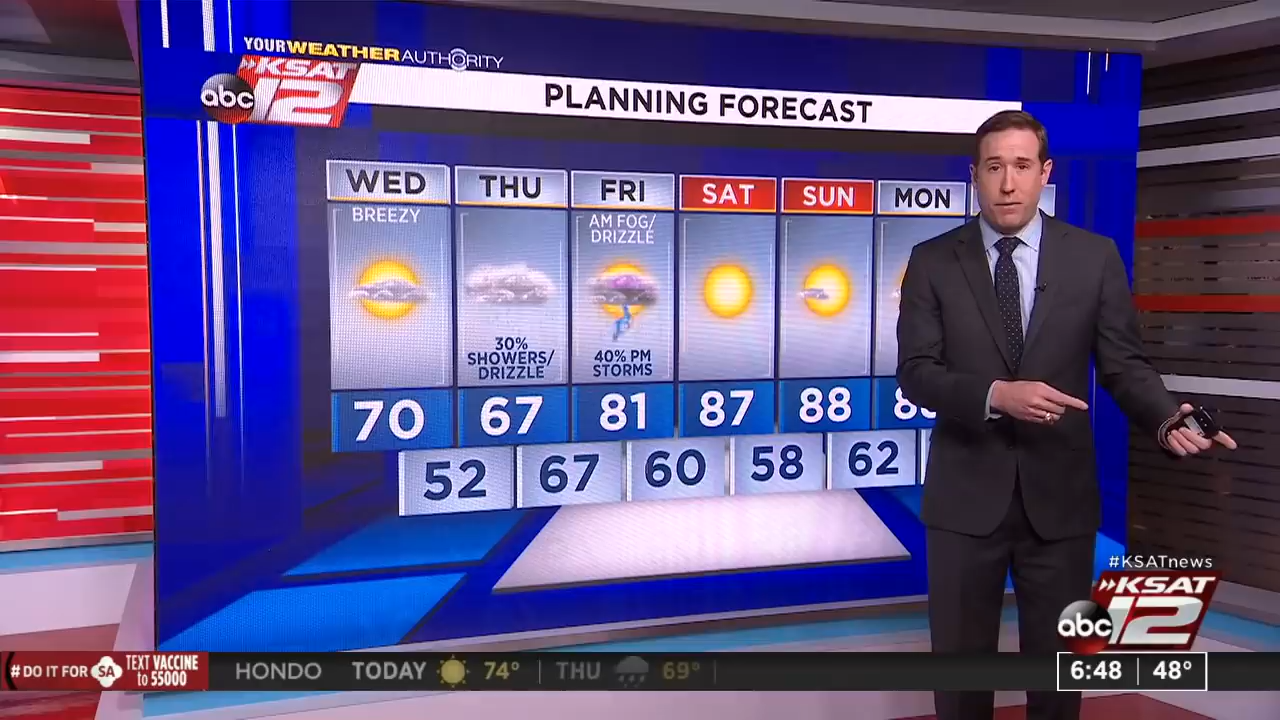 YOUR WEATHER AUTHORITY
KSAT
abc 12
PLANNING FORECAST
WED THU FRI SAT SUN MON
BREEZY
AM FOG/
DRIZZLE
30%
SHOWERS/
DRIZZLE
40% PM
STORMS
70 67 81 87 88
52 67 60 58 62
#KSATnews
KSAT
abc 12
#DO IT FOR SA TEXT VACCINE
to 55000
HONDO TODAY 74° THU 69°
6:48 48°